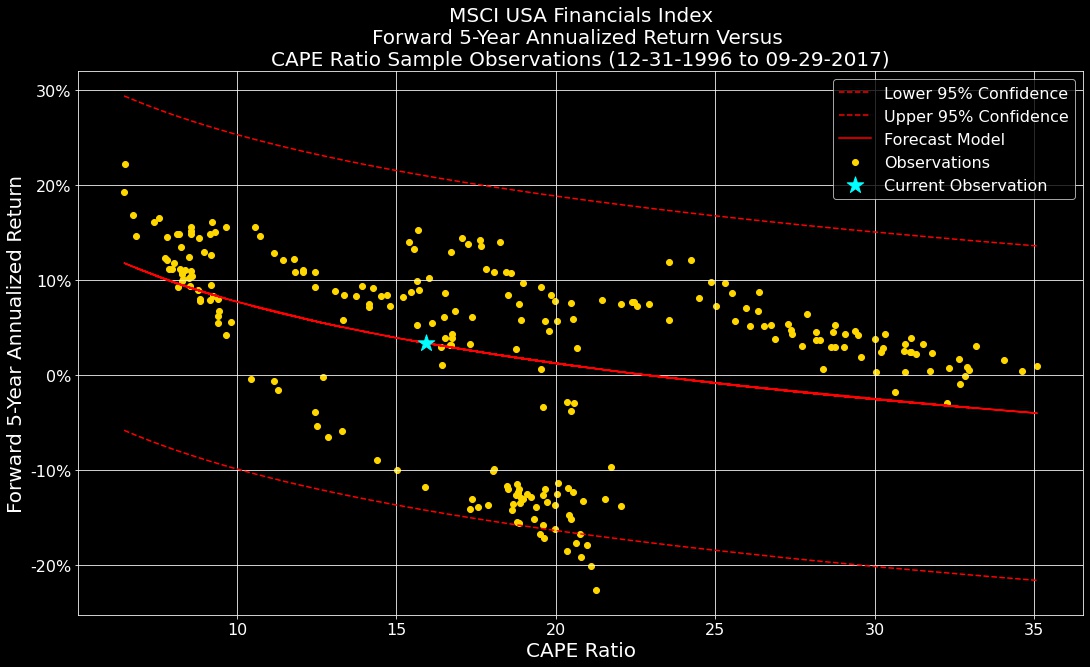 MSCI USA Financials Index
Forward 5-Year Annualized Return Versus
CAPE Ratio Sample Observations (12-31-1996 to 09-29-2017)
Lower 95% Confidence
Upper 95% Confidence
Forecast Model
Observations
Current Observation
Forward 5-Year Annualized Return
30%
20%
10%
0%
-10%
-20%
10 15 20 25 30 35
CAPE Ratio